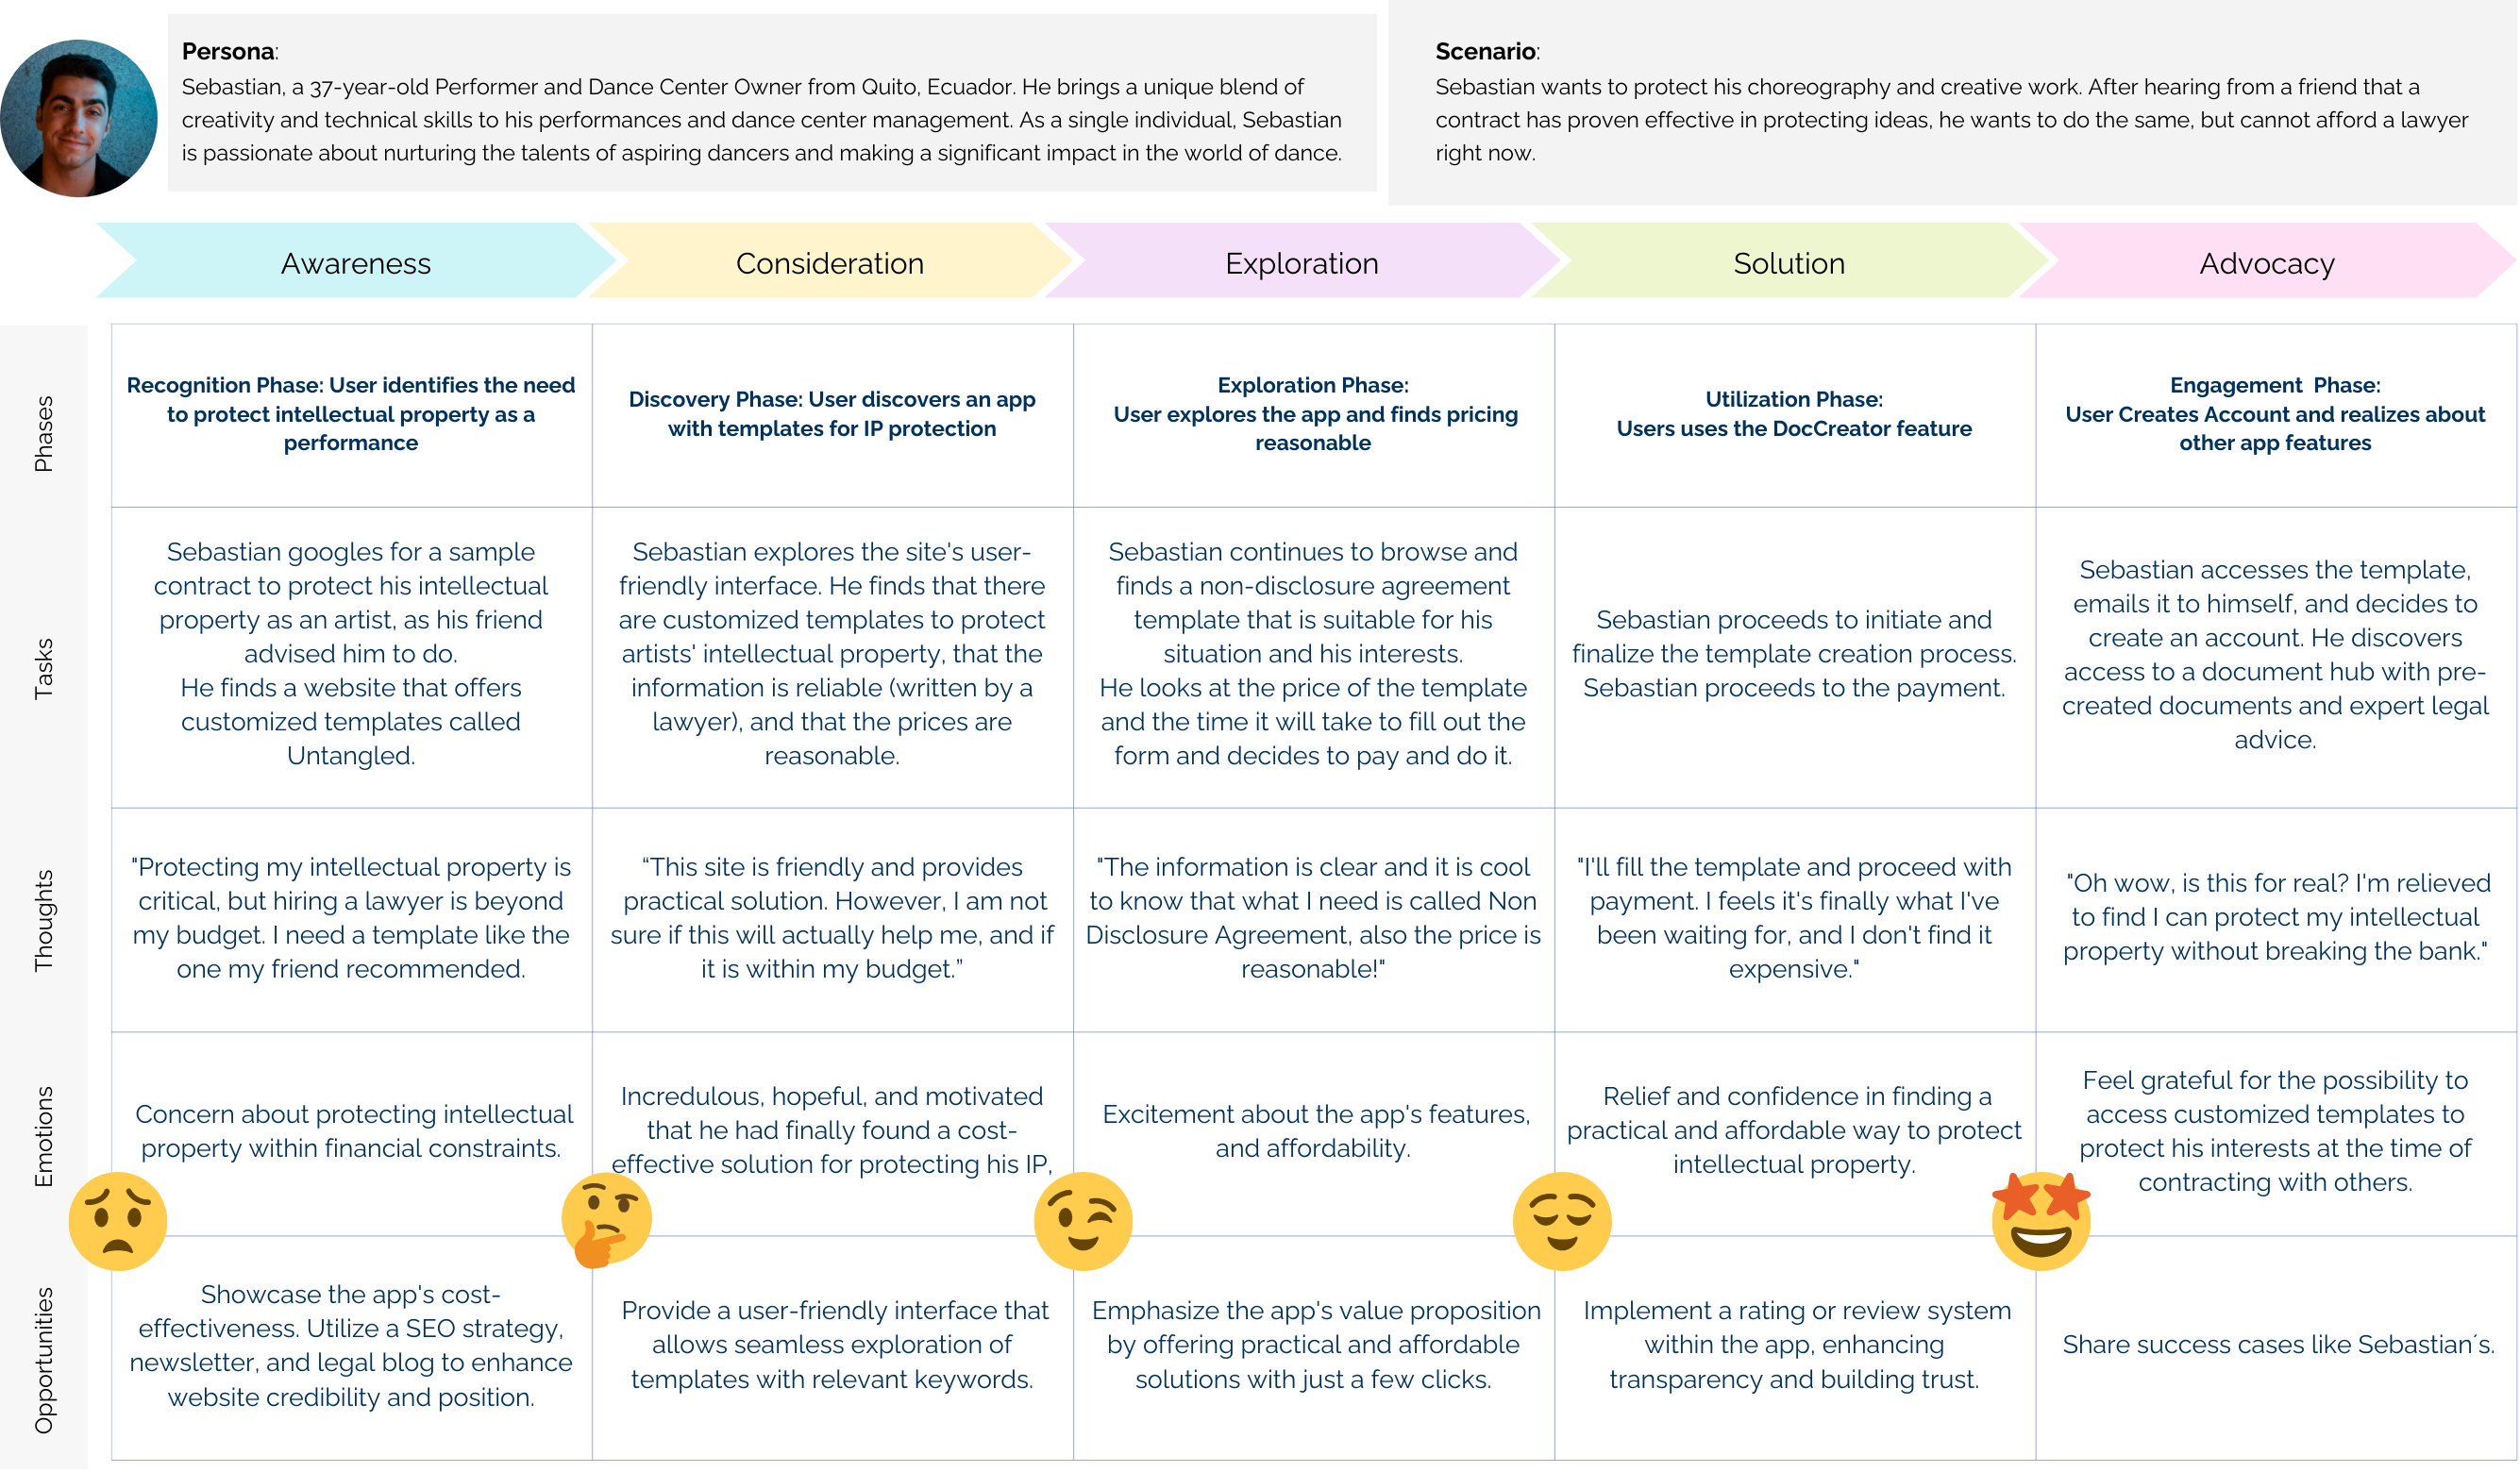 Persona:
Sebastian, a 37-year-old Performer and Dance Center Owner from Quito, Ecuador. He brings a unique blend of
creativity and technical skills to his performances and dance center management. As a single individual, Sebastian
is passionate about nurturing the talents of aspiring dancers and making a significant impact in the world of dance.
Scenario:
Sebastian wants to protect his choreography and creative work. After hearing from a friend that a
contract has proven effective in protecting ideas, he wants to do the same, but cannot afford a lawyer
right now.
Awareness
Consideration
Exploration
Solution
Advocacy
Phases
Recognition Phase: User identifies the need
to protect intellectual property as a
performance
Discovery Phase: User discovers an app
with templates for IP protection
Exploration Phase:
User explores the app and finds pricing
reasonable
Utilization Phase:
Users uses the DocCreator feature
Engagement  Phase:
User Creates Account and realizes about
other app features
Tasks
Sebastian googles for a sample
contract to protect his intellectual
property as an artist, as his friend
advised him to do.
He finds a website that offers
customized templates called
Untangled.
Sebastian explores the site's user-
friendly interface. He finds that there
are customized templates to protect
artists' intellectual property, that the
information is reliable (written by a
lawyer), and that the prices are
reasonable.
Sebastian continues to browse and
finds a non-disclosure agreement
template that is suitable for his
situation and his interests.
He looks at the price of the template
and the time it will take to fill out the
form and decides to pay and do it.
Sebastian proceeds to initiate and
finalize the template creation process.
Sebastian proceeds to the payment.
Sebastian accesses the template,
emails it to himself, and decides to
create an account. He discovers
access to a document hub with pre-
created documents and expert legal
advice.
Thoughts
"Protecting my intellectual property is
critical, but hiring a lawyer is beyond
my budget. I need a template like the
one my friend recommended.
“This site is friendly and provides
practical solution. However, I am not
sure if this will actually help me, and if
it is within my budget.”
"The information is clear and it is cool
to know that what I need is called Non
Disclosure Agreement, also the price is
reasonable!"
"I'll fill the template and proceed with
payment. I feels it's finally what I've
been waiting for, and I don't find it
expensive."
"Oh wow, is this for real? I'm relieved
to find I can protect my intellectual
property without breaking the bank."
Emotions
Concern about protecting intellectual
property within financial constraints.
Incredulous, hopeful, and motivated
that he had finally found a cost-
effective solution for protecting his IP,
Excitement about the app's features,
and affordability.
Relief and confidence in finding a
practical and affordable way to protect
intellectual property.
Feel grateful for the possibility to
access customized templates to
protect his interests at the time of
contracting with others.
Opportunities
Showcase the app's cost-
effectiveness. Utilize a SEO strategy,
newsletter, and legal blog to enhance
website credibility and position.
Provide a user-friendly interface that
allows seamless exploration of
templates with relevant keywords.
Emphasize the app's value proposition
by offering practical and affordable
solutions with just a few clicks.
Implement a rating or review system
within the app, enhancing
transparency and building trust.
Share success cases like Sebastian´s.